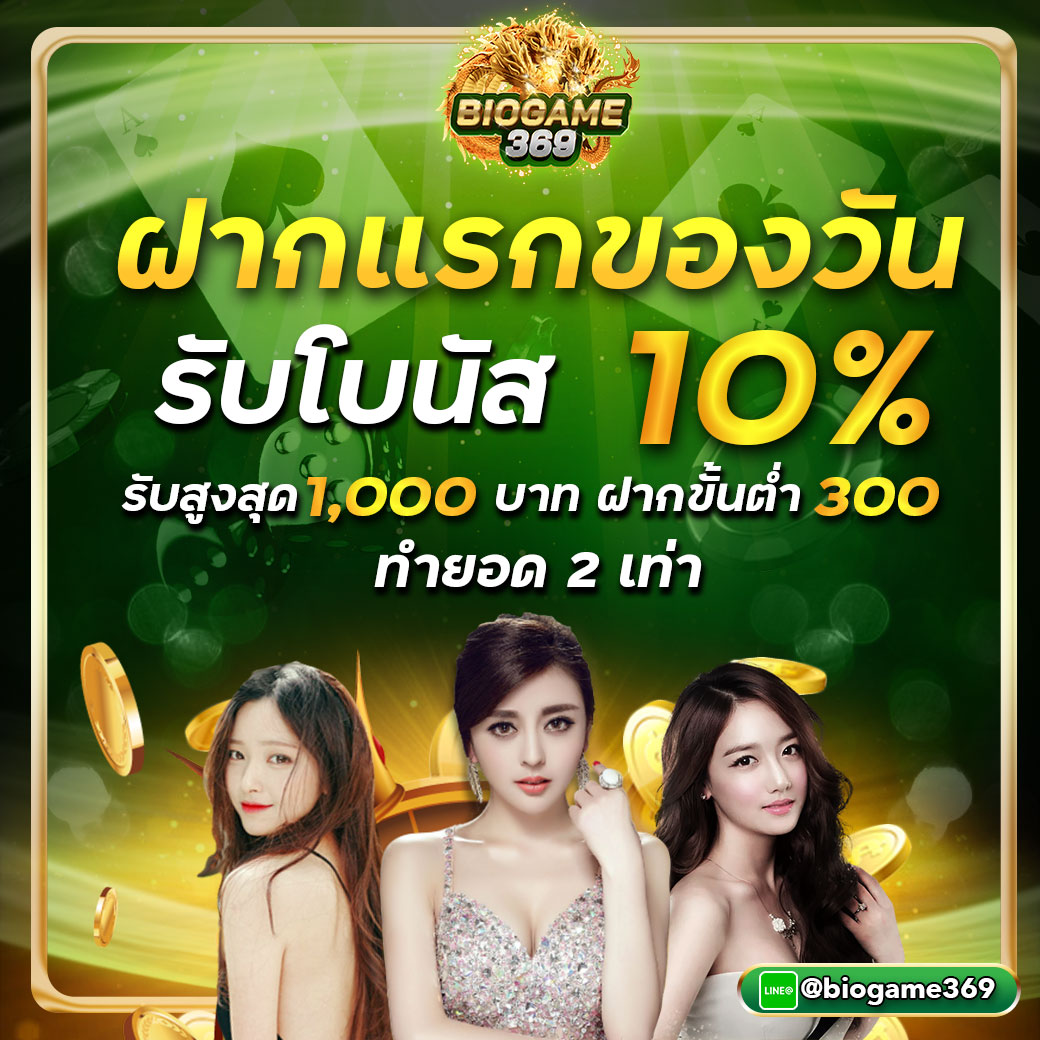 BIOGAME
369
ฝากแรกของวัน
รับโบนัส 10%
รับสูงสุด 1,000 บาท ฝากขั้นต่ำ 300
ทำยอด 2 เท่า
LINE@ @biogame369